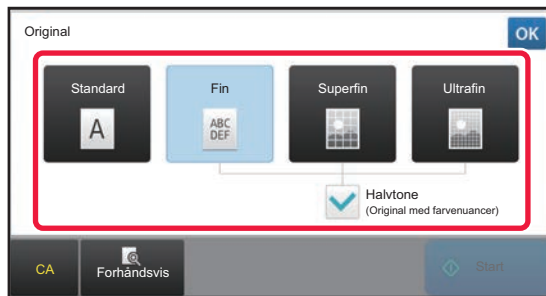 Original
OK
Standard
Fin
Superfin
Ultrafin
A
ABC
DEF
Halvtone
(Original med farvenuancer)
CA
Forhåndsvis
Start